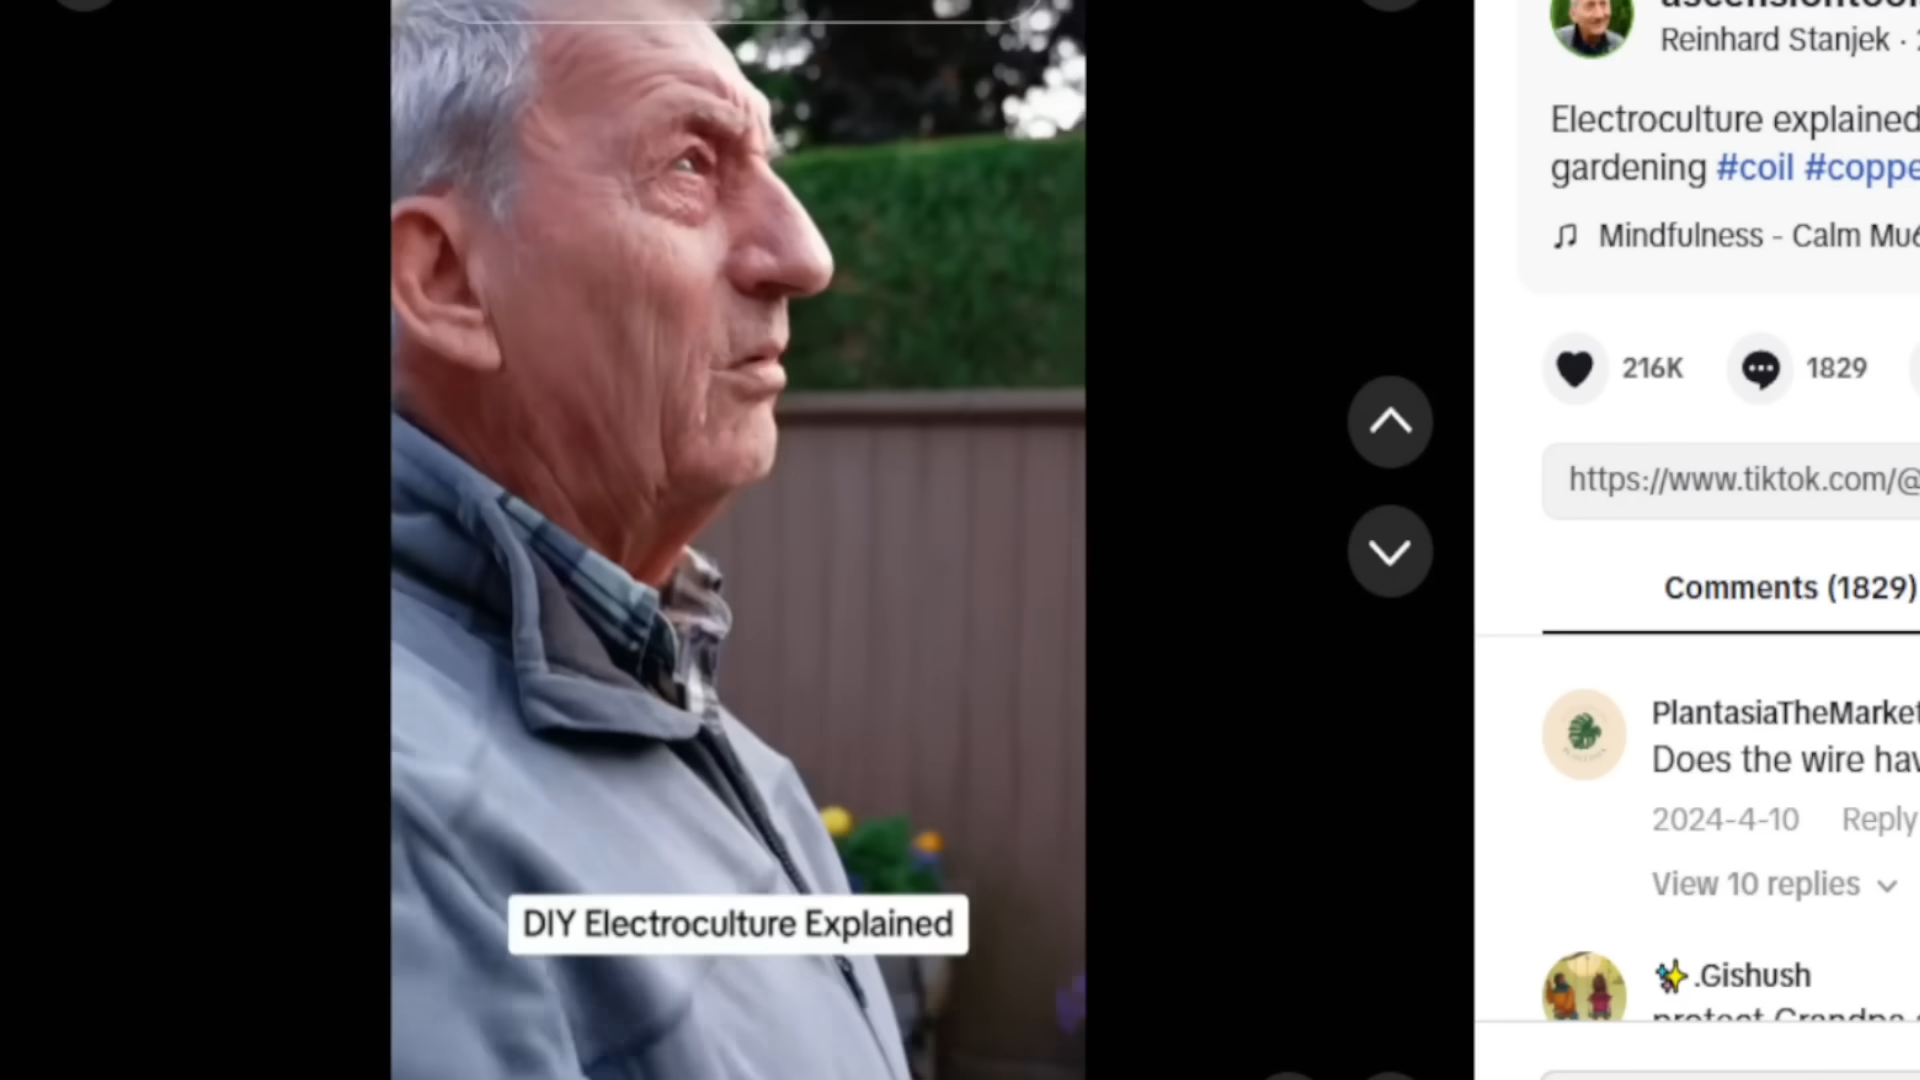 Reinhard Stanjek ·
Electroculture explained
gardening #coil
Mindfulness - Calm
216K
1829
https://www.tiktok.com/@
Comments (1829)
Does the wire
2024-4-10 Reply
View 10 replies
.Gishush
DIY Electroculture Explained